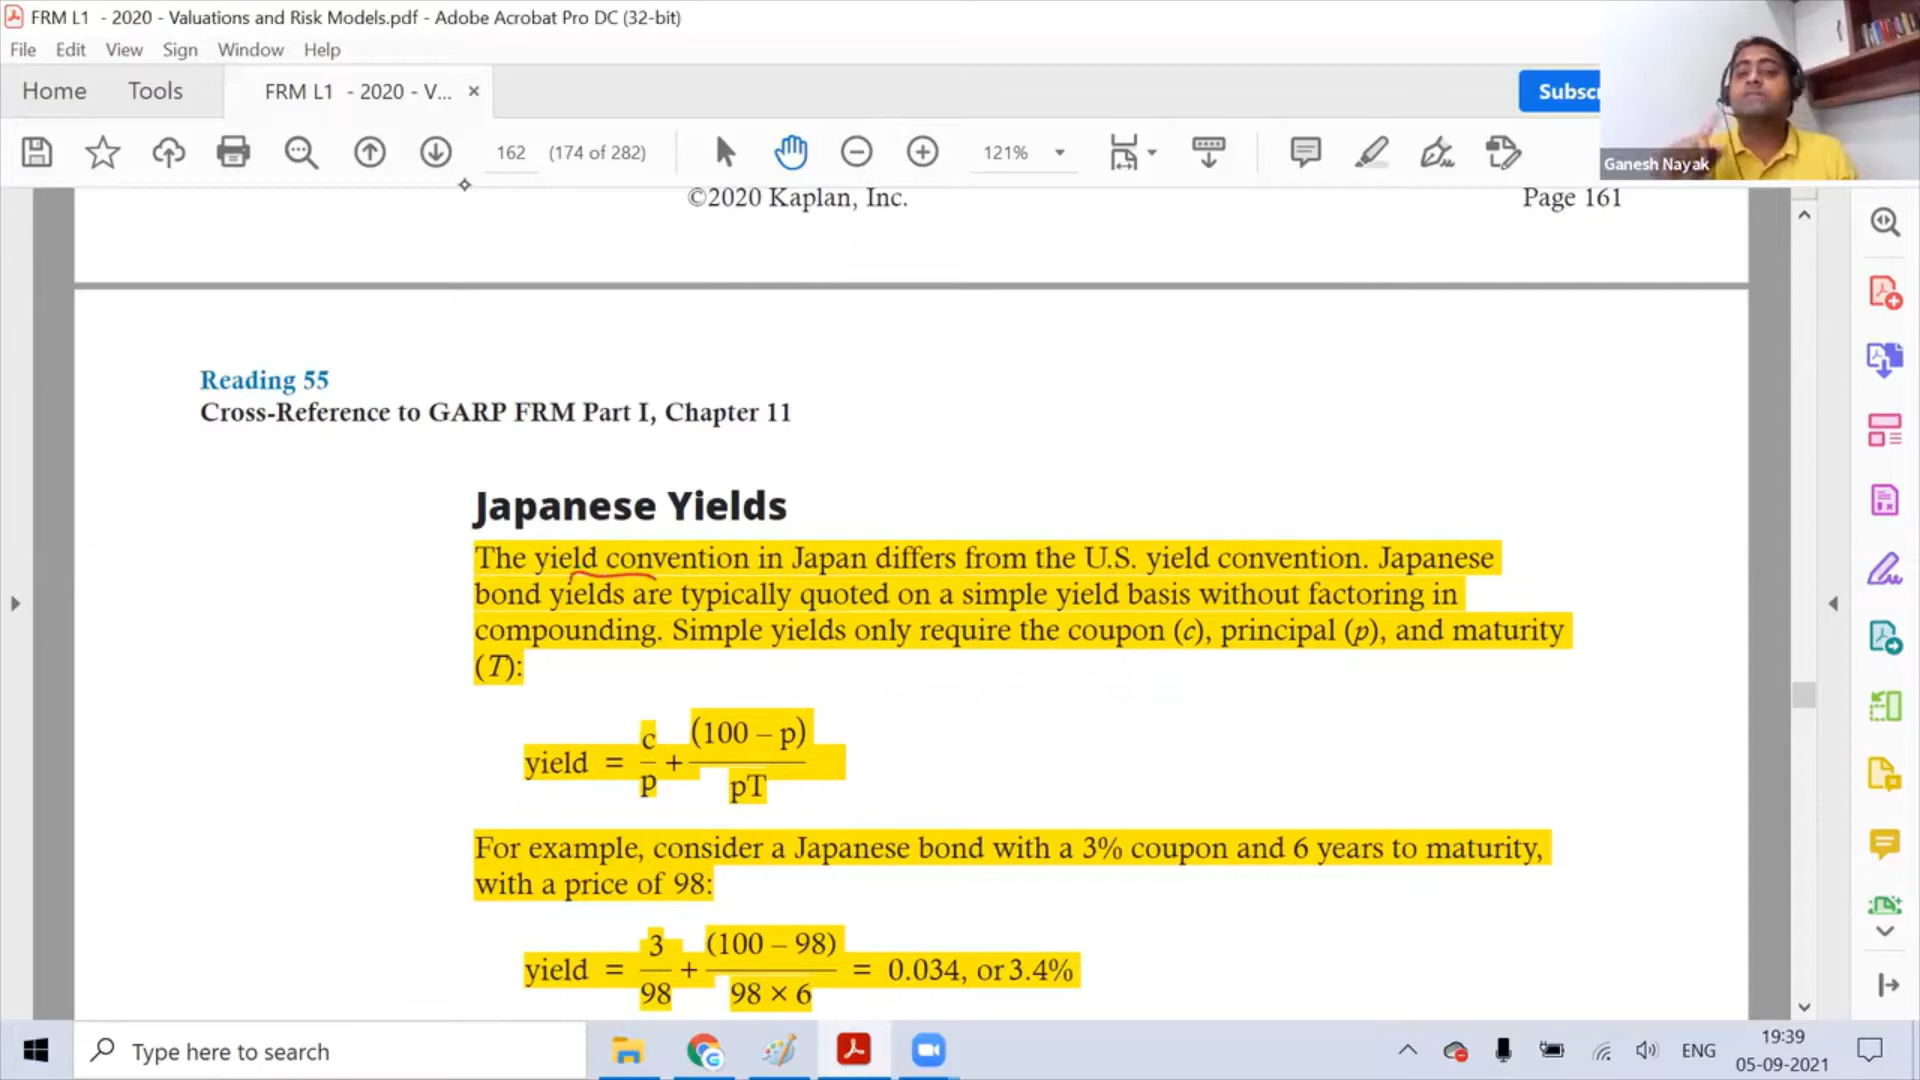 FRM L1 - 2020 - Valuations and Risk Models.pdf - Adobe Acrobat Pro DC (32-bit)
File Edit View Sign Window Help
Home Tools FRM L1 - 2020 - V... × Subsc
162 (174 of 282) 121%
Ganesh Nayak
©2020 Kaplan, Inc. Page 161
Reading 55
Cross-Reference to GARP FRM Part I, Chapter 11
Japanese Yields
The yield convention in Japan differs from the U.S. yield convention. Japanese
bond yields are typically quoted on a simple yield basis without factoring in
compounding. Simple yields only require the coupon (c), principal (p), and maturity
(T):
yield = c/p + (100 – p)/pT
For example, consider a Japanese bond with a 3% coupon and 6 years to maturity,
with a price of 98:
yield = 3/98 + (100 – 98)/98 × 6 = 0.034, or 3.4%
Type here to search
ENG
19:39
05-09-2021